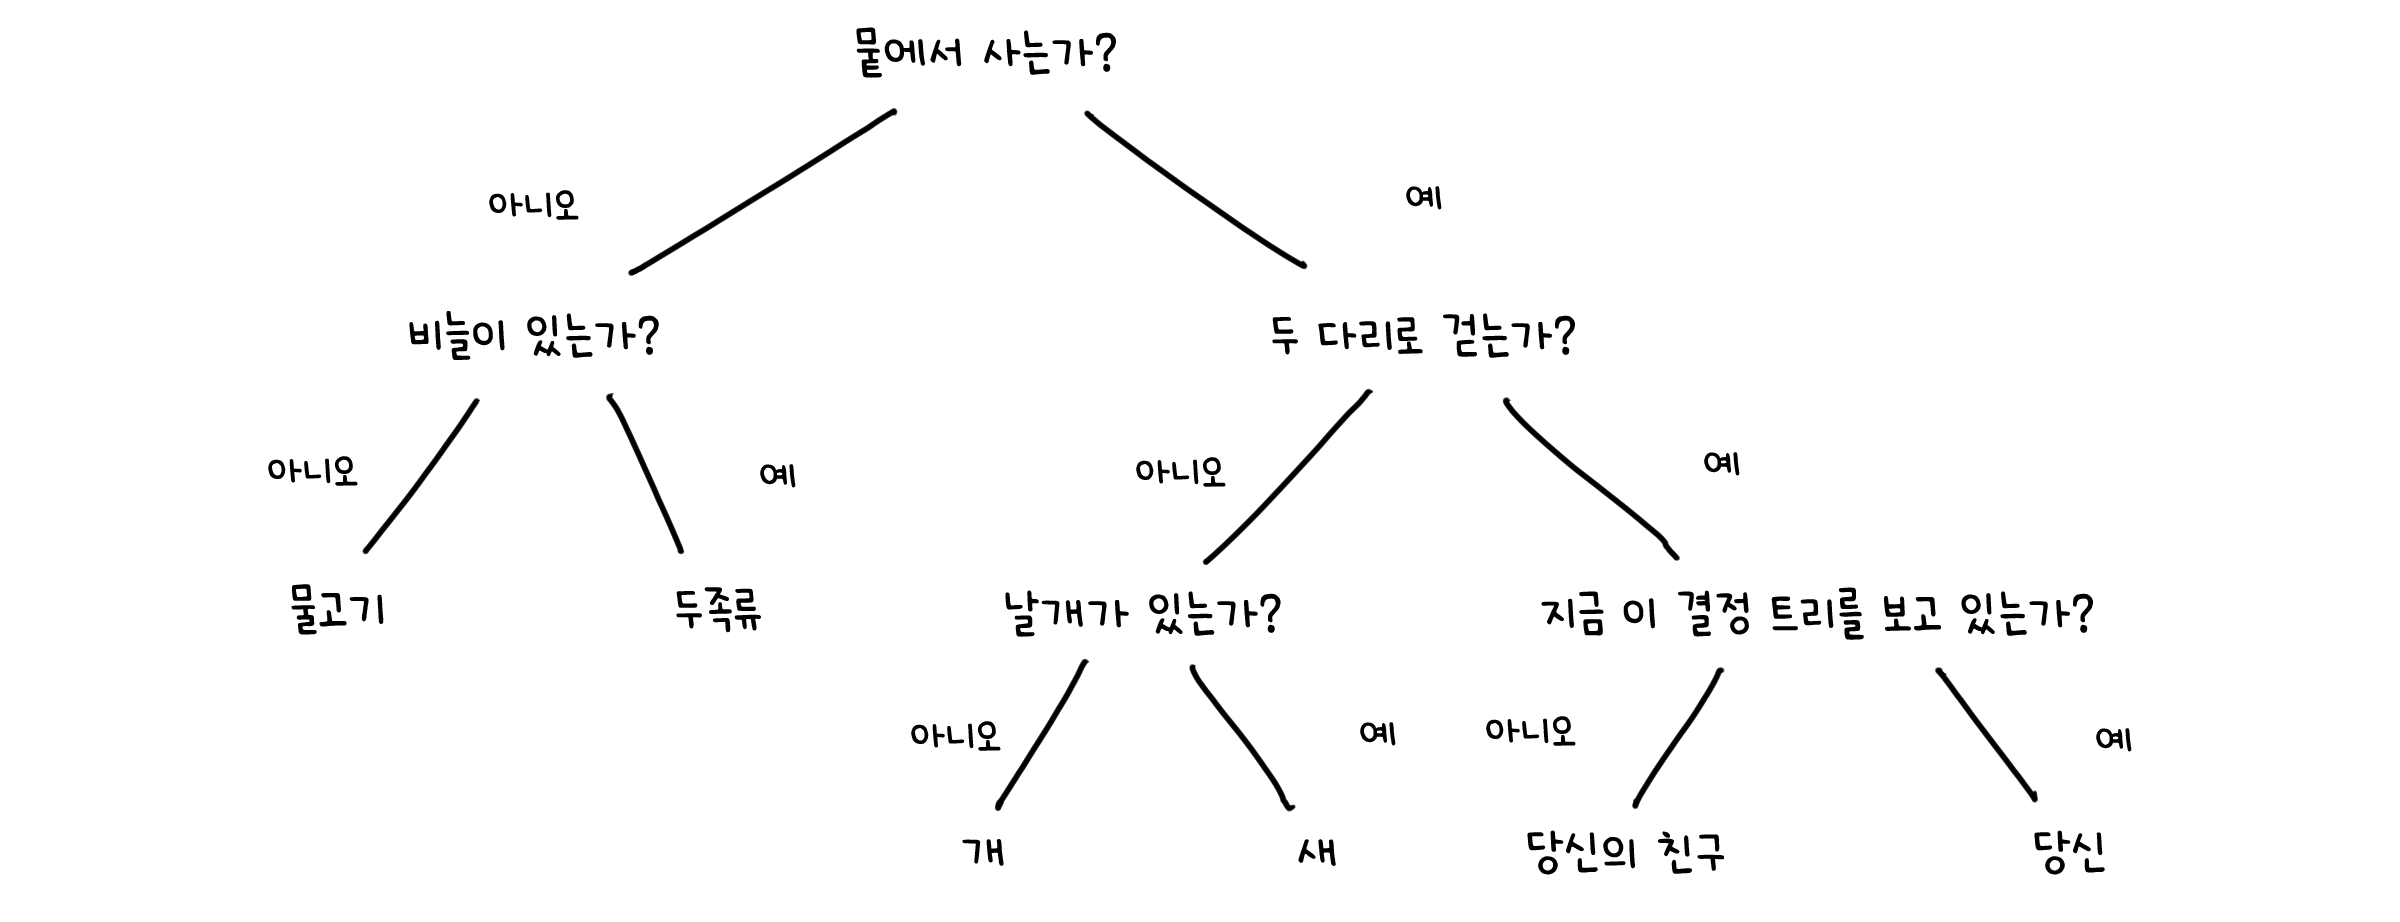 뭍에서 사는가?
아니오
예
비늘이 있는가?
두 다리로 걷는가?
아니오
예
아니오
예
물고기
두족류
날개가 있는가?
지금 이 결정 트리를 보고 있는가?
아니오
예
아니오
예
개
새
당신의 친구
당신